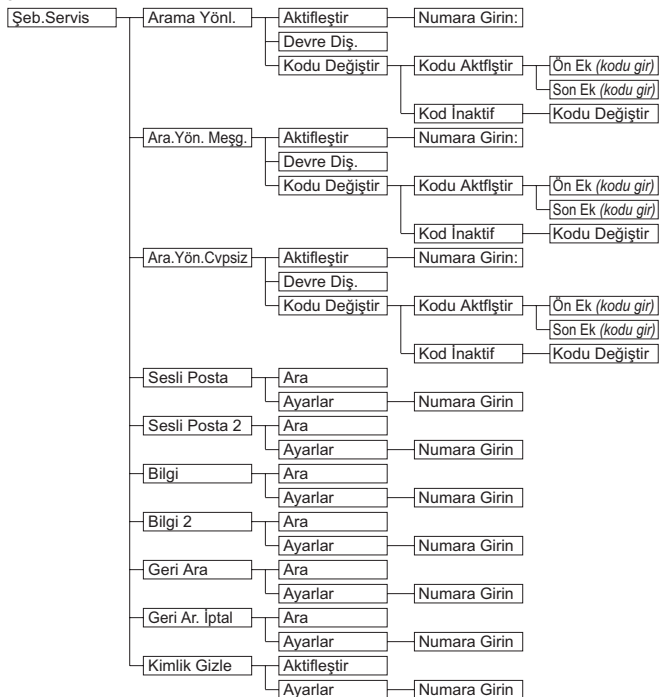 Şeb.Servis Arama Yönl. Aktifleştir Numara Girin:
Devre Dış.
Kodu Değiştir Kodu Aktflştir Ön Ek (kodu gir)
Son Ek (kodu gir)
Kod İnaktif Kodu Değiştir
Ara.Yön. Meşg. Aktifleştir Numara Girin:
Devre Dış.
Kodu Değiştir Kodu Aktflştir Ön Ek (kodu gir)
Son Ek (kodu gir)
Kod İnaktif Kodu Değiştir
Ara.Yön.Cvpsiz Aktifleştir Numara Girin:
Devre Dış.
Kodu Değiştir Kodu Aktflştir Ön Ek (kodu gir)
Son Ek (kodu gir)
Kod İnaktif Kodu Değiştir
Sesli Posta Ara
Ayarlar Numara Girin
Sesli Posta 2 Ara
Ayarlar Numara Girin
Bilgi Ara
Ayarlar Numara Girin
Bilgi 2 Ara
Ayarlar Numara Girin
Geri Ara Ara
Ayarlar Numara Girin
Geri Ar. İptal Ara
Ayarlar Numara Girin
Kimlik Gizle Aktifleştir
Ayarlar Numara Girin